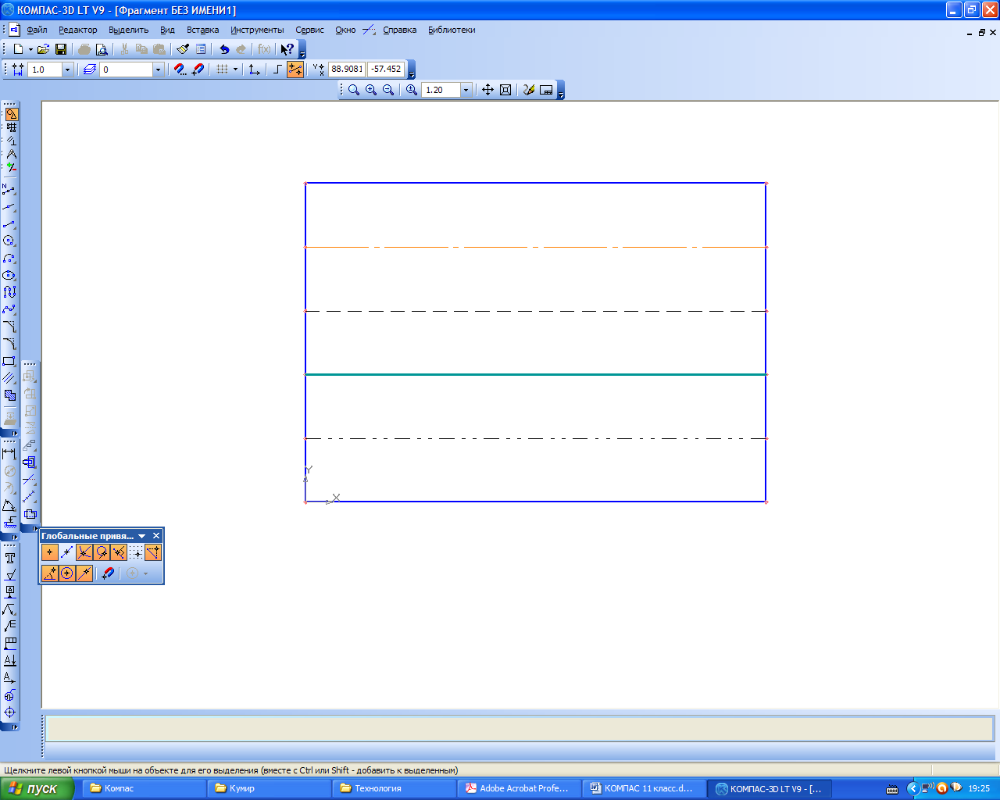 КОМПАС-3D LT V9 - [Фрагмент БЕЗ ИМЕНИ1]
Файл Редактор Выделить Вид Вставка Инструменты Сервис Окно Справка Библиотеки
f(x)
1.0 0 Y X 88.9081 -57.452
1.20
Y
X
Глобальные привя...
Щелкните левой кнопкой мыши на объекте для его выделения (вместе с Ctrl или Shift - добавить к выделенным)
пуск Компас Кумир Технология Adobe Acrobat Profe... КОМПАС 11 класс.d... КОМПАС-3D LT V9 - [... 19:25